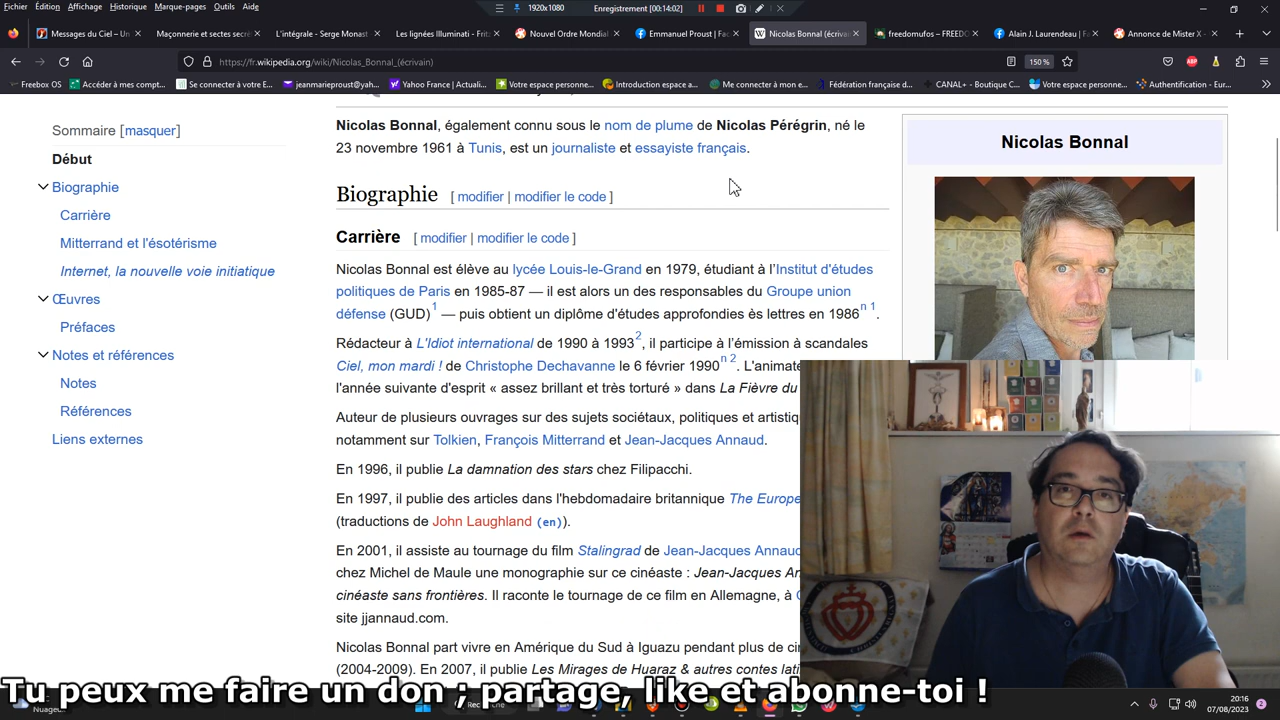 Fichier Édition Affichage Historique Marque-pages Outils Aide
1920x1080 Enregistrement [00:14:02]
Messages du Ciel – Un
Maçonnerie et sectes secrè
L'intégrale - Serge Monast
Les lignées Illuminati - Frit
Nouvel Ordre Mondial
Emmanuel Proust | Fac
Nicolas Bonnal (écrivai
freedomufos — FREEDO
Alain J. Laurendeau | Fa
Annonce de Mister X -
https://fr.wikipedia.org/wiki/Nicolas_Bonnal_(écrivain)
150 %
Freebox OS
Accéder à mes compt...
Se connecter à votre E...
jeanmarieproust@yah...
Yahoo France | Actuali...
Votre espace personne...
Introduction espace a...
Me connecter à mon e...
Fédération française d...
CANAL+ - Boutique C...
Votre espace personne...
Authentification - Eur...
Sommaire [masquer]
Début
Biographie
Carrière
Mitterrand et l'ésotérisme
Internet, la nouvelle voie initiatique
Œuvres
Préfaces
Notes et références
Notes
Références
Liens externes
Nicolas Bonnal, également connu sous le nom de plume de Nicolas Pérégrin, né le
23 novembre 1961 à Tunis, est un journaliste et essayiste français.
Biographie [ modifier | modifier le code ]
Carrière [ modifier | modifier le code ]
Nicolas Bonnal est élève au lycée Louis-le-Grand en 1979, étudiant à l'Institut d'études
politiques de Paris en 1985-87 — il est alors un des responsables du Groupe union
défense (GUD)1 — puis obtient un diplôme d'études approfondies ès lettres en 1986n 1.
Rédacteur à L'Idiot international de 1990 à 19932, il participe à l'émission à scandales
Ciel, mon mardi ! de Christophe Dechavanne le 6 février 1990n 2. L'animate
l'année suivante d'esprit « assez brillant et très torturé » dans La Fièvre du
Auteur de plusieurs ouvrages sur des sujets sociétaux, politiques et artistiq
notamment sur Tolkien, François Mitterrand et Jean-Jacques Annaud.
En 1996, il publie La damnation des stars chez Filipacchi.
En 1997, il publie des articles dans l'hebdomadaire britannique The Europe
(traductions de John Laughland (en)).
En 2001, il assiste au tournage du film Stalingrad de Jean-Jacques Annaud
chez Michel de Maule une monographie sur ce cinéaste : Jean-Jacques An
cinéaste sans frontières. Il raconte le tournage de ce film en Allemagne, à
site jjannaud.com.
Nicolas Bonnal part vivre en Amérique du Sud à Iguazu pendant plus de cin
(2004-2009). En 2007, il publie Les Mirages de Huaraz & autres contes lati
Nicolas Bonnal
Tu peux me faire un don ; partage, like et abonne-toi !
Nuageux
20:16
07/08/2023